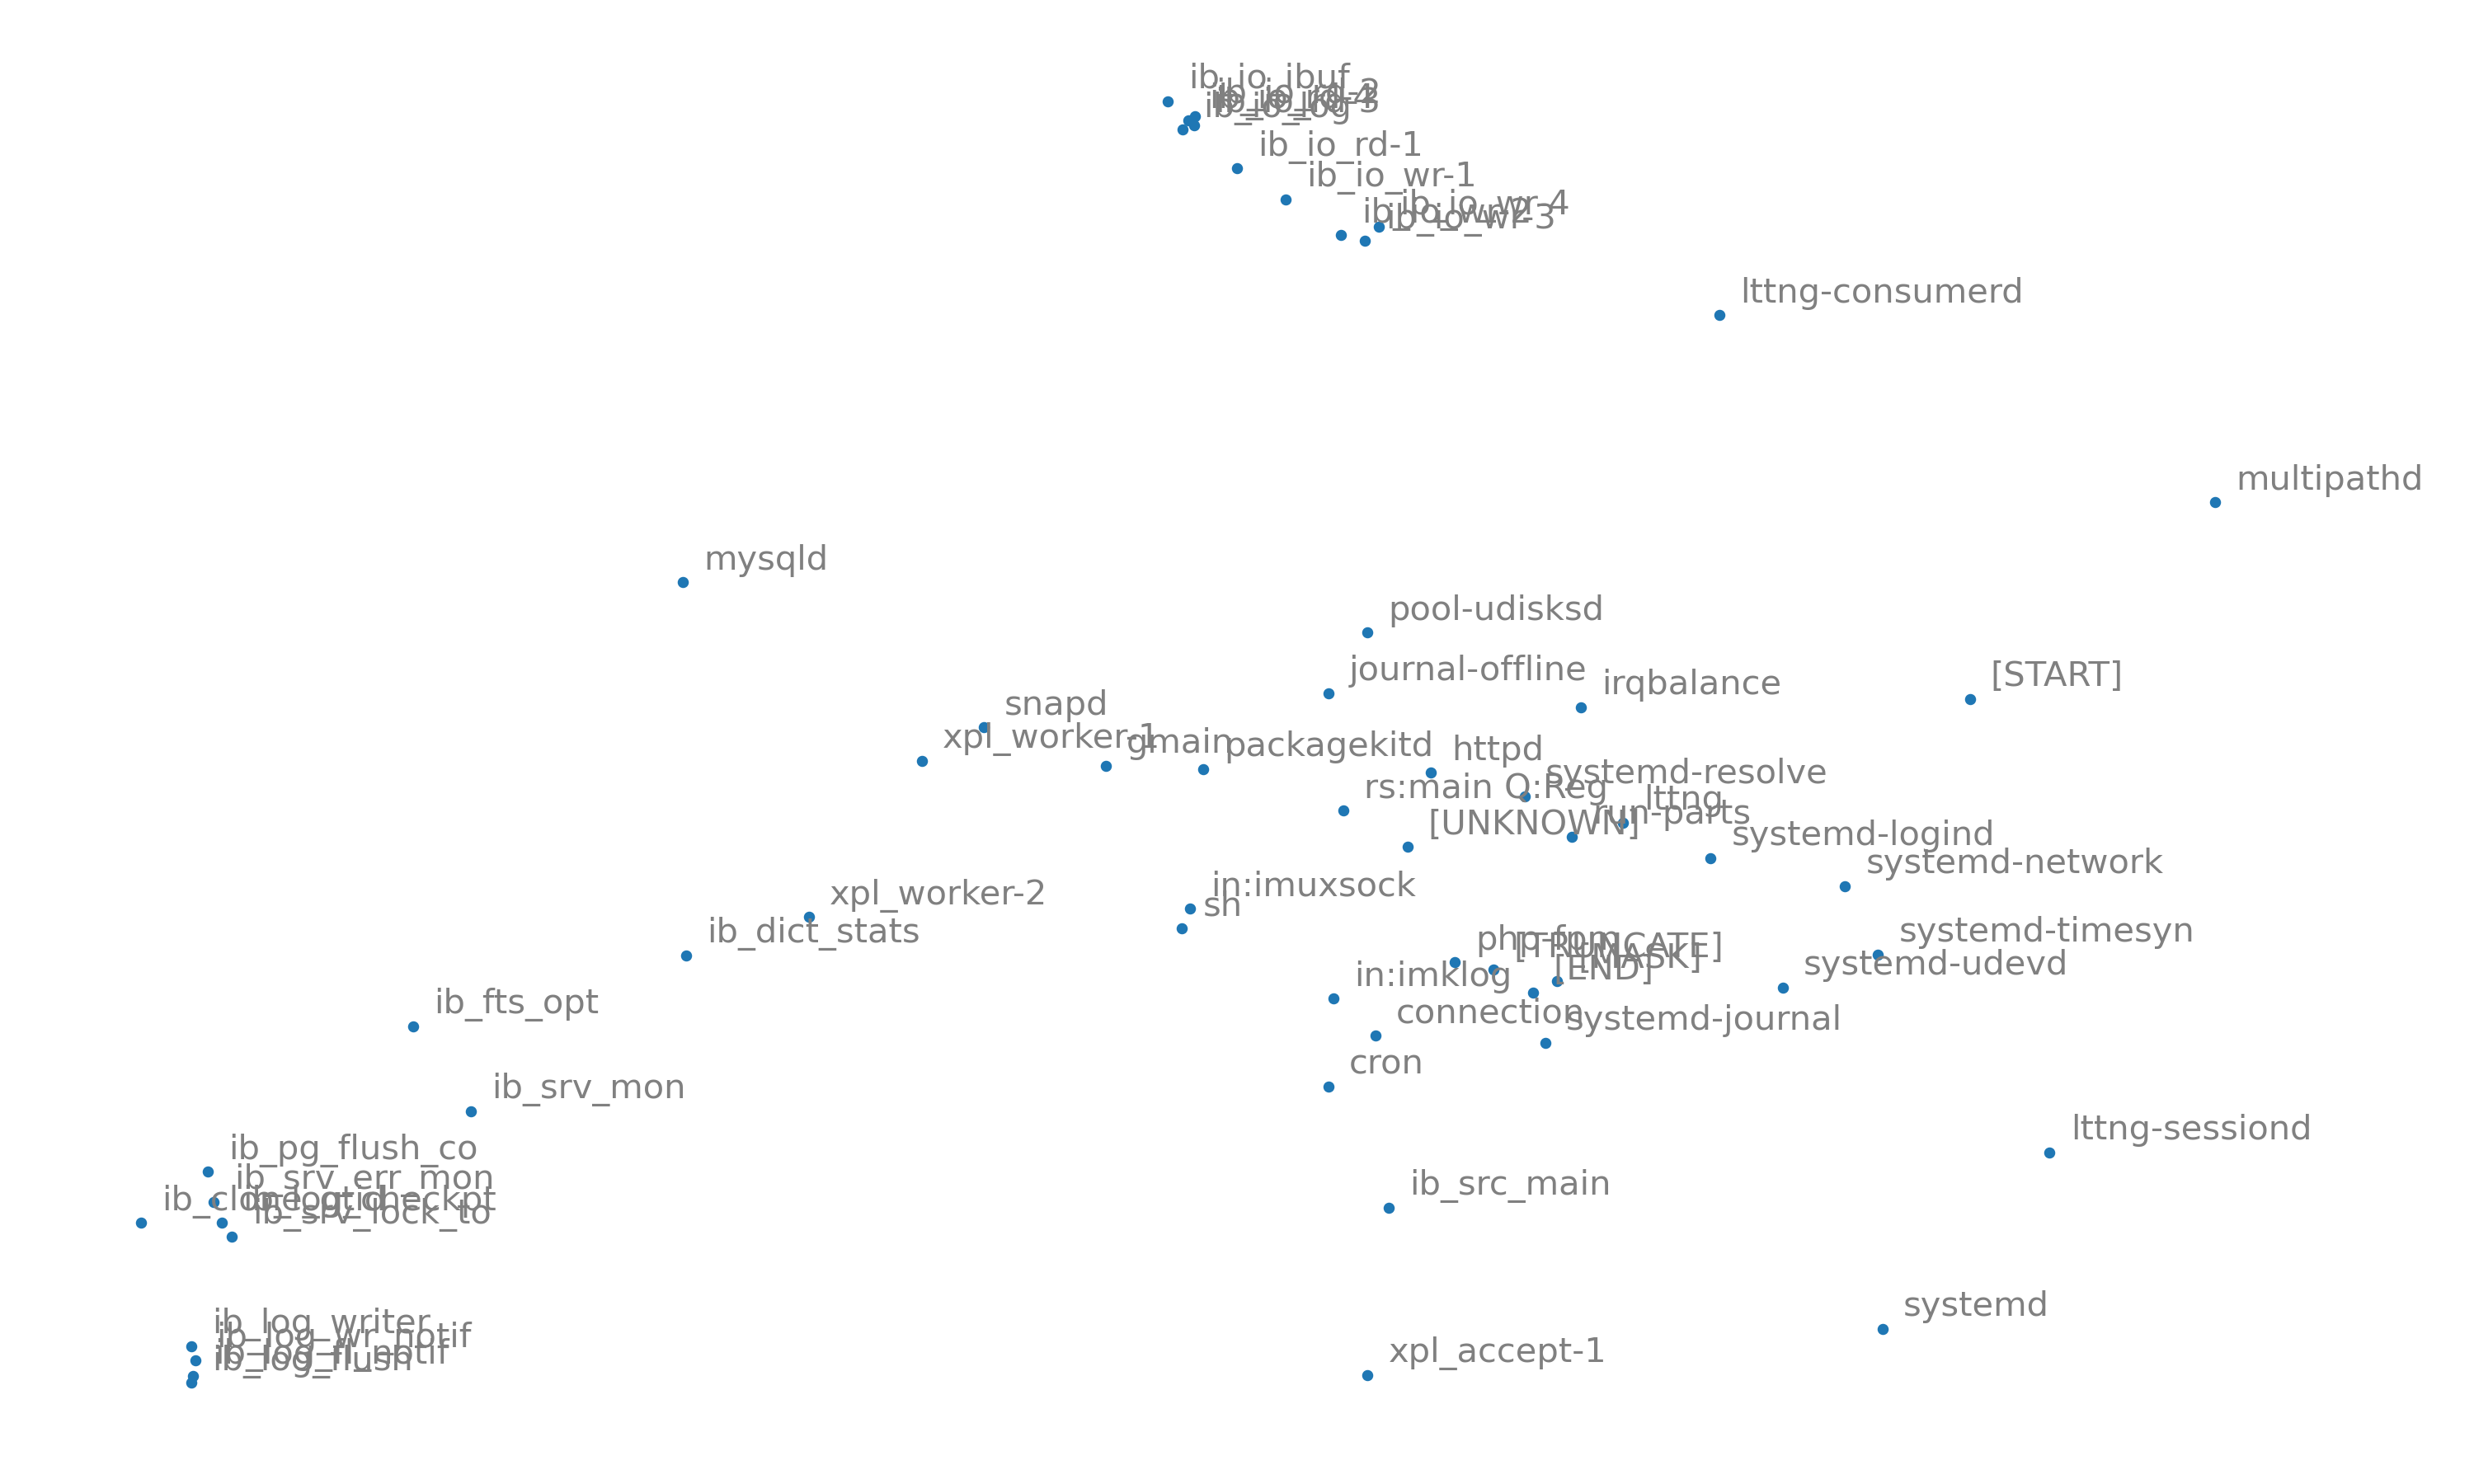 ib_io_ibuf
ib_io_rd-2
ib_io_rd-4
ib_io_rd-3
ib_io_log
ib_io_rd-1
ib_io_wr-1
ib_io_wr-4
ib_io_wr-2
ib_io_wr-3
lttng-consumerd
multipathd
mysqld
pool-udisksd
journal-offline
[START]
irqbalance
snapd
xpl_worker-1
gmain
packagekitd
httpd
systemd-resolve
rs:main Q:Reg
lttng
run-parts
[UNKNOWN]
systemd-logind
systemd-network
in:imuxsock
xpl_worker-2
sh
ib_dict_stats
systemd-timesyn
php-fpm
[TRUNCATE]
[MASK]
systemd-udevd
[END]
in:imklog
ib_fts_opt
connection
systemd-journal
cron
ib_srv_mon
lttng-sessiond
ib_pg_flush_co
ib_srv_err_mon
ib_src_main
ib_clone_gtid
ib_log_checkpt
ib_srv_lock_to
systemd
ib_log_writer
ib_log_wr_notif
ib_log_fl_notif
ib_log_flush
xpl_accept-1